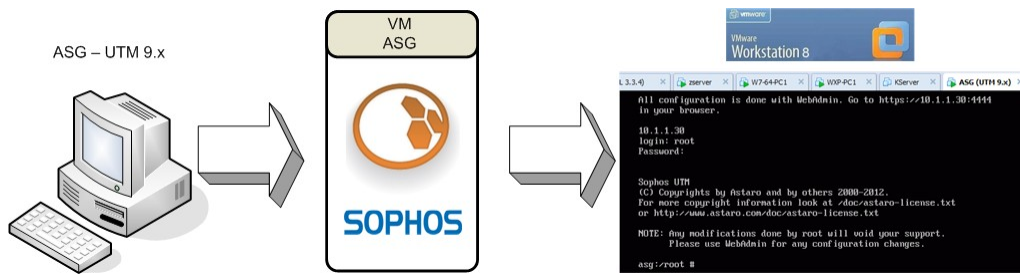 ASG – UTM 9.x
VM
ASG
SOPHOS
vmware
VMware
Workstation 8
L 3.3.4)
zserver
W7-64-PC1
WXP-PC1
KServer
ASG (UTM 9.x)
All configuration is done with WebAdmin. Go to https://10.1.1.30:4444
in your browser.
10.1.1.30
login: root
Password:
Sophos UTM
(C) Copyrights by Astaro and by others 2000-2012.
For more copyright information look at /doc/astaro-license.txt
or http://www.astaro.com/doc/astaro-license.txt
NOTE: Any modifications done by root will void your support.
Please use WebAdmin for any configuration changes.
asg:/root #